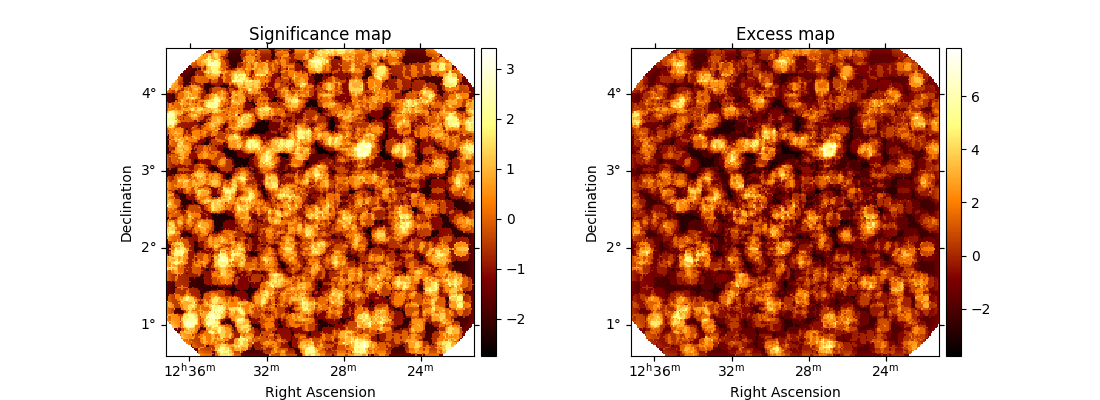 Significance map
Excess map
4°
3°
2°
1°
Declination
12ʰ36ᵐ
32ᵐ
28ᵐ
24ᵐ
Right Ascension
3
2
1
0
−1
−2
4°
3°
2°
1°
Declination
12ʰ36ᵐ
32ᵐ
28ᵐ
24ᵐ
Right Ascension
6
4
2
0
−2